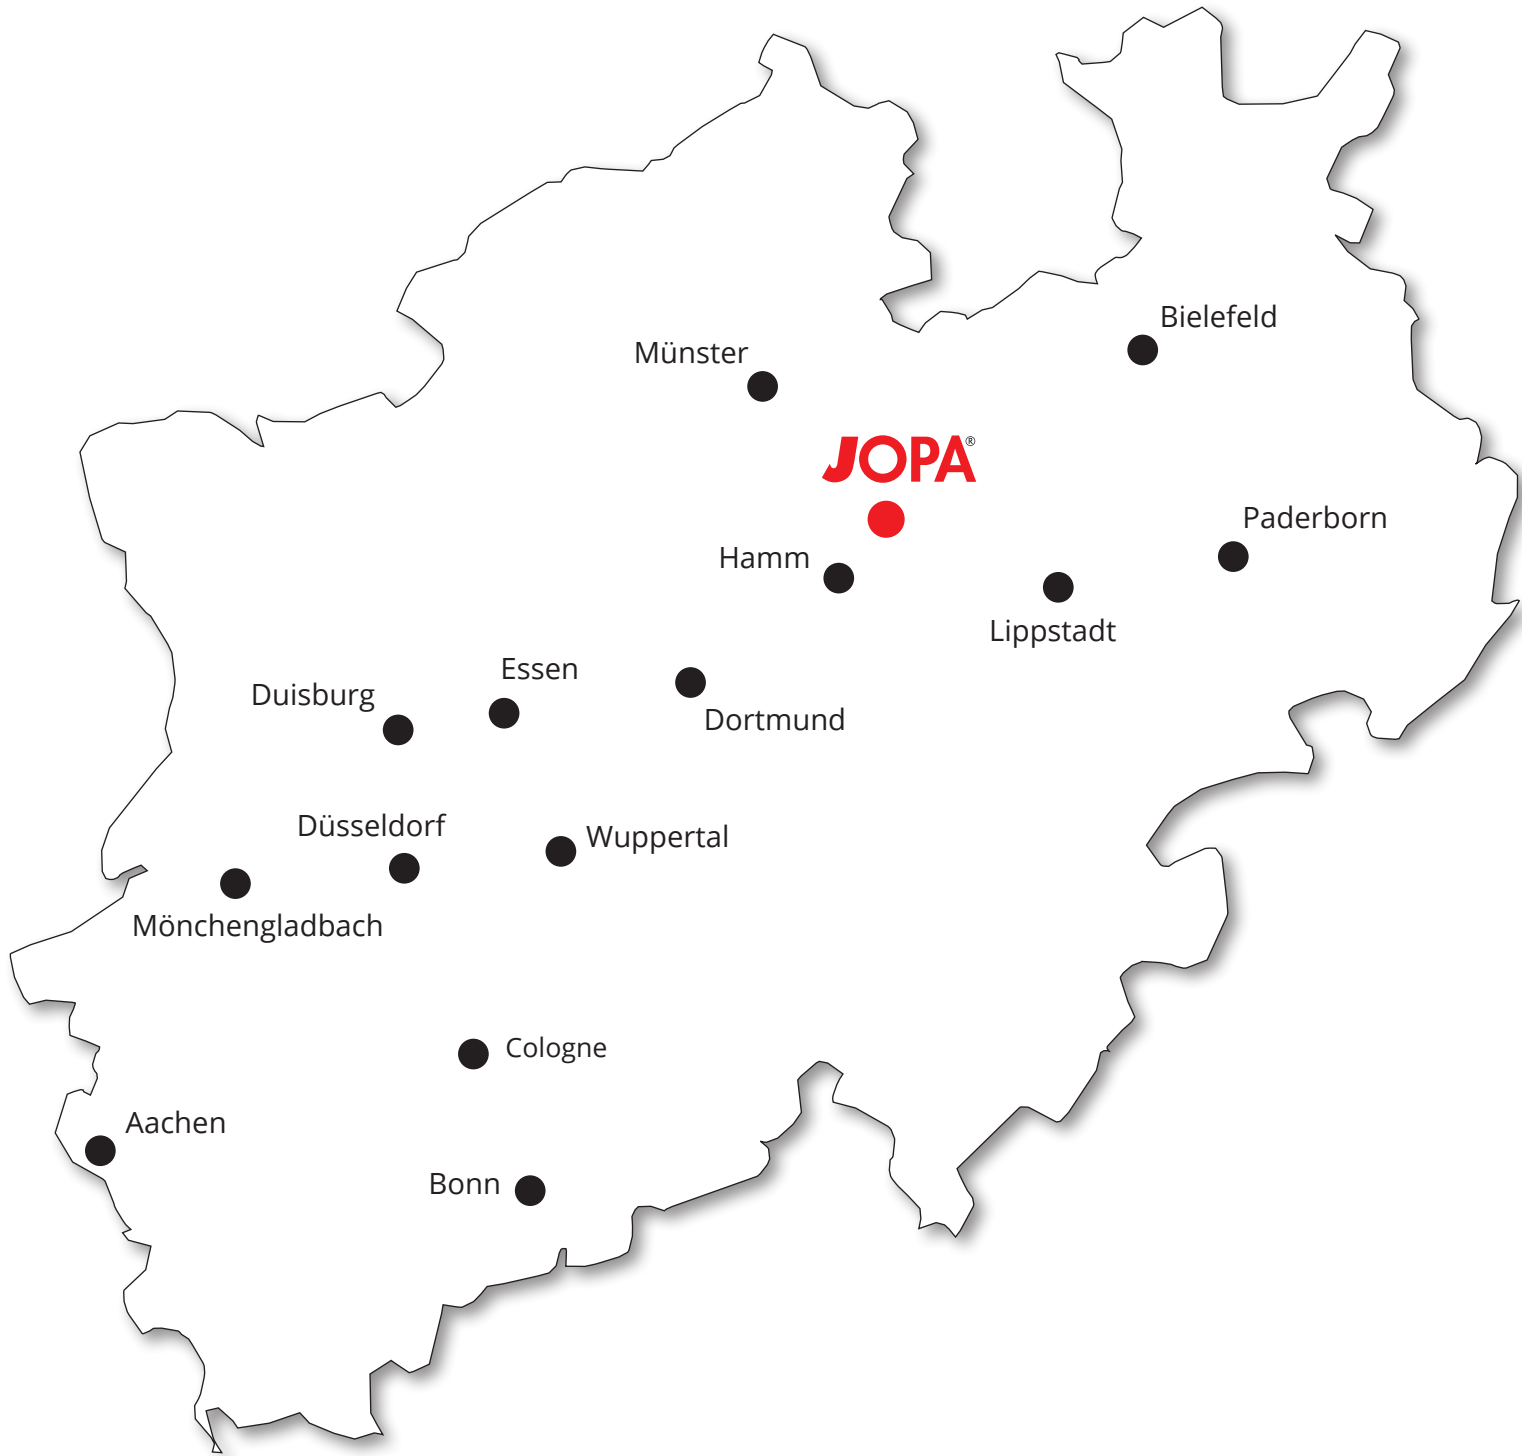 Bielefeld
Münster
JOPA®
Paderborn
Hamm
Lippstadt
Essen
Duisburg
Dortmund
Düsseldorf
Wuppertal
Mönchengladbach
Cologne
Aachen
Bonn